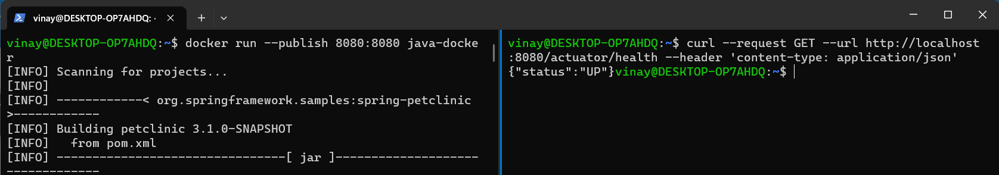 vinay@DESKTOP-OP7AHDQ: ~
vinay@DESKTOP-OP7AHDQ:~$ docker run --publish 8080:8080 java-docke
r
[INFO] Scanning for projects...
[INFO]
[INFO] ------------< org.springframework.samples:spring-petclinic
>------------
[INFO] Building petclinic 3.1.0-SNAPSHOT
[INFO]   from pom.xml
[INFO] --------------------------------[ jar ]--------------------
-------------
vinay@DESKTOP-OP7AHDQ:~$ curl --request GET --url http://localhost
:8080/actuator/health --header 'content-type: application/json'
{"status":"UP"}vinay@DESKTOP-OP7AHDQ:~$